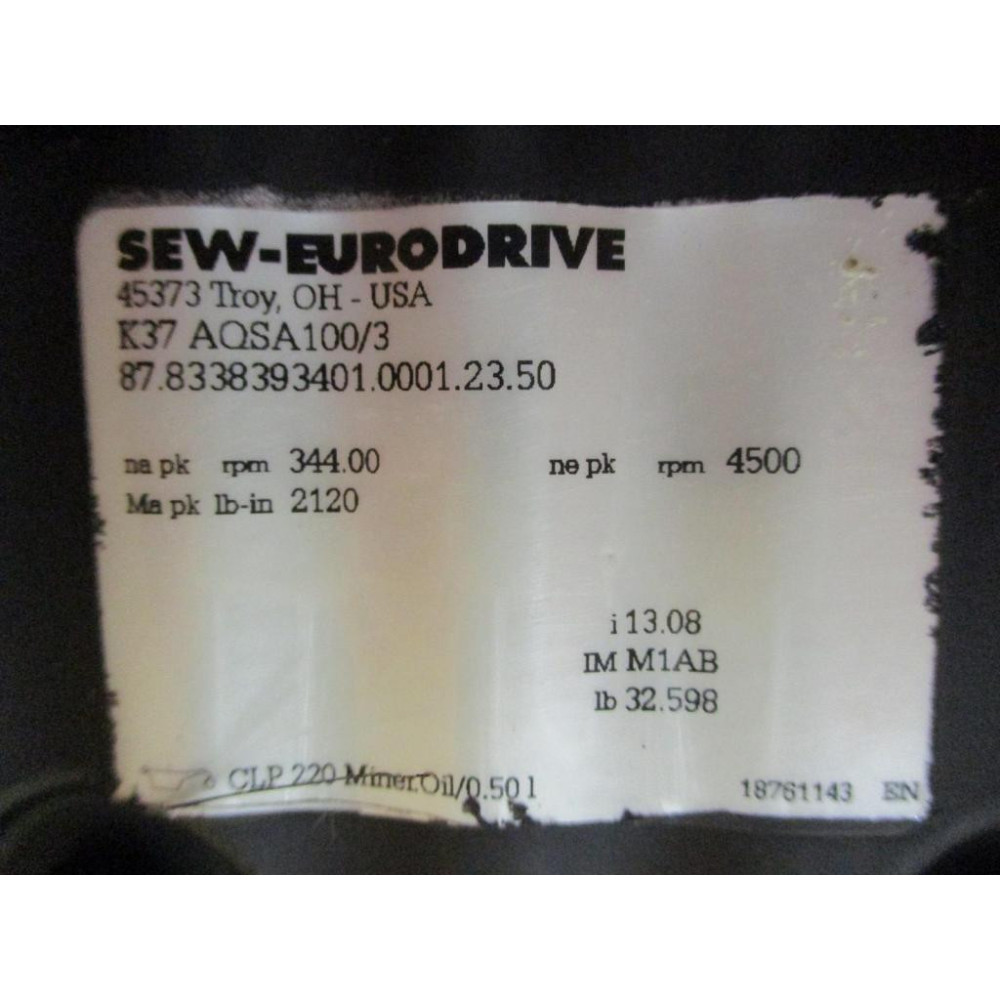 SEW-EURODRIVE
45373 Troy, OH - USA
K37 AQSA100/3
87.8338393401.0001.23.50
na pk rpm 344.00 ne pk rpm 4500
Ma pk lb-in 2120
i 13.08
IM M1AB
lb 32.598
CLP 220 Miner.Oil/0.50 l 18761143 EN